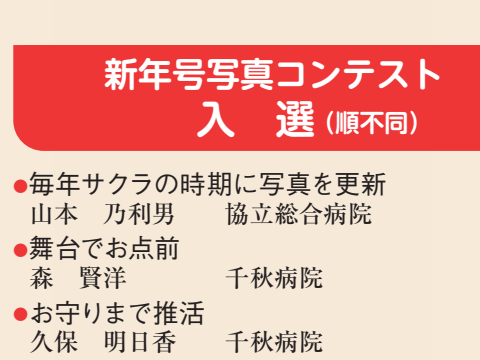 新年号写真コンテスト
入　選（順不同）
●毎年サクラの時期に写真を更新
山本　乃利男　　協立総合病院
●舞台でお点前
森　賢洋　　　　千秋病院
●お守りまで推活
久保　明日香　　千秋病院